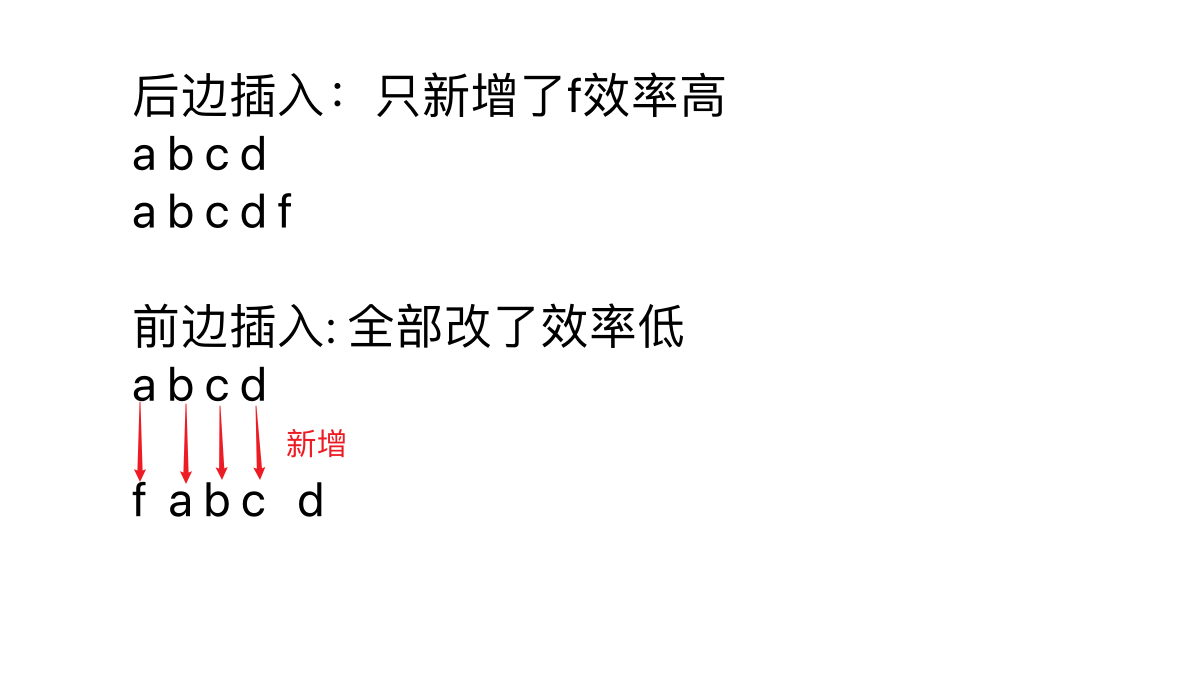 后边插入：只新增了f效率高
a b c d
a b c d f
前边插入: 全部改了效率低
a b c d
新增
f a b c d